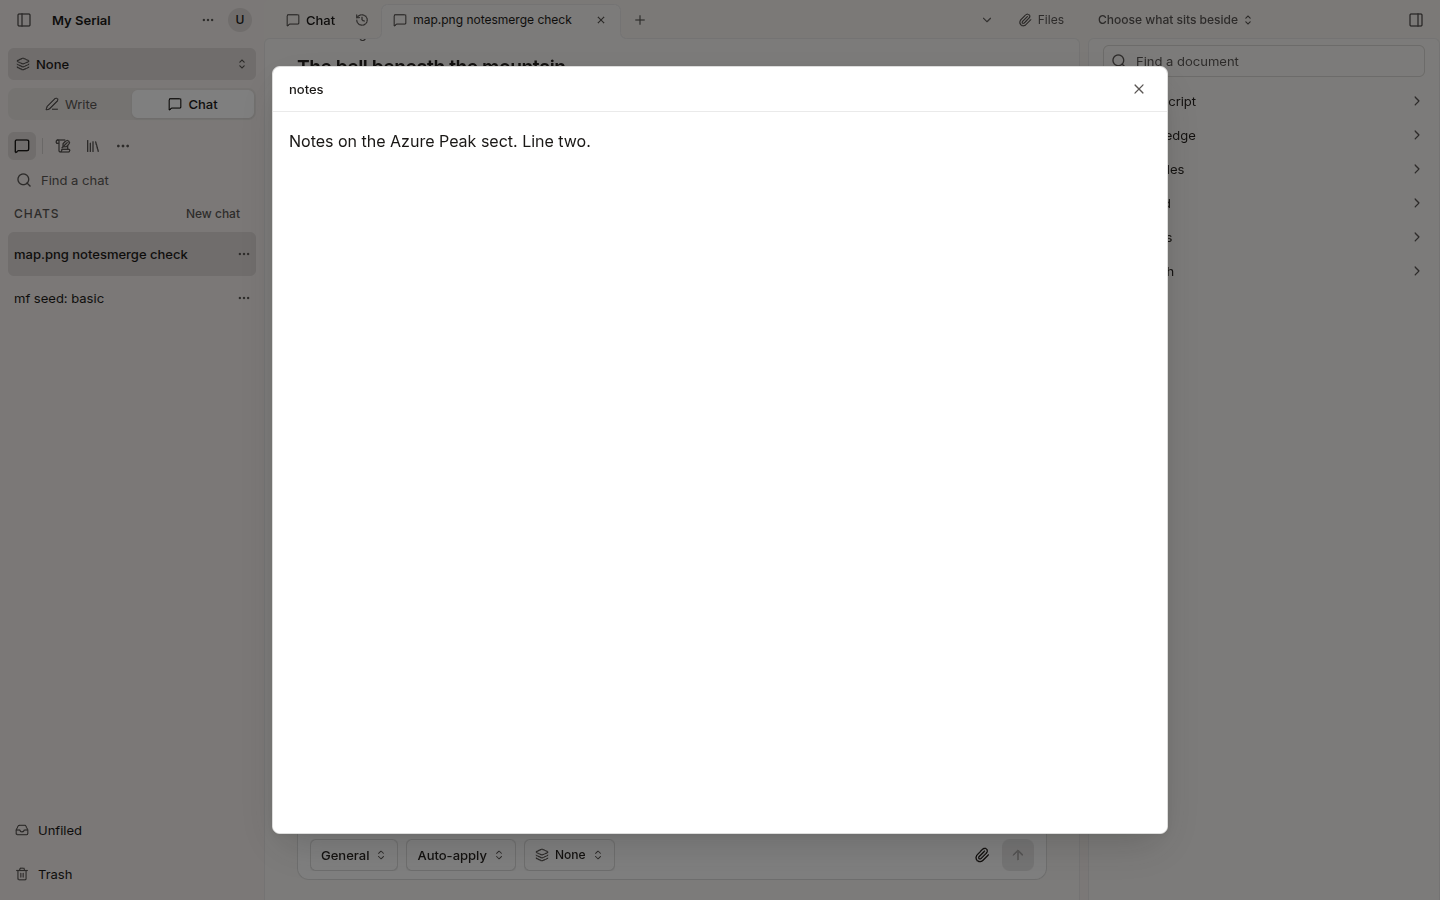 My Serial
U
Chat
map.png notesmerge check
Files
Choose what sits beside
None
Write
Chat
Find a chat
CHATS
New chat
map.png notesmerge check
mf seed: basic
Unfiled
Trash
notes
Notes on the Azure Peak sect. Line two.
Find a document
General
Auto-apply
None